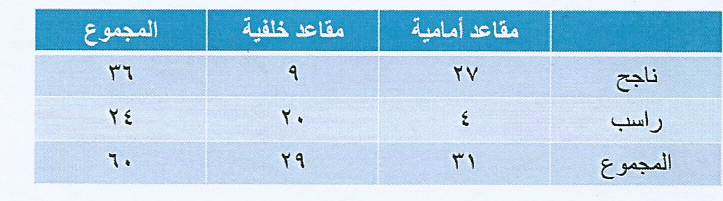 مقاعد أمامية مقاعد خلفية المجموع
ناجح ٢٧ ٩ ٣٦
راسب ٤ ٢٠ ٢٤
المجموع ٣١ ٢٩ ٦٠